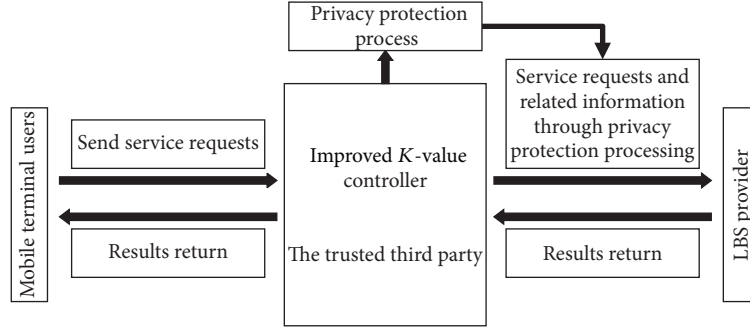 Privacy protection
process
Service requests and
related information
through privacy
protection processing
Mobile terminal users
Send service requests
Improved K-value
controller
LBS provider
Results return
The trusted third party
Results return